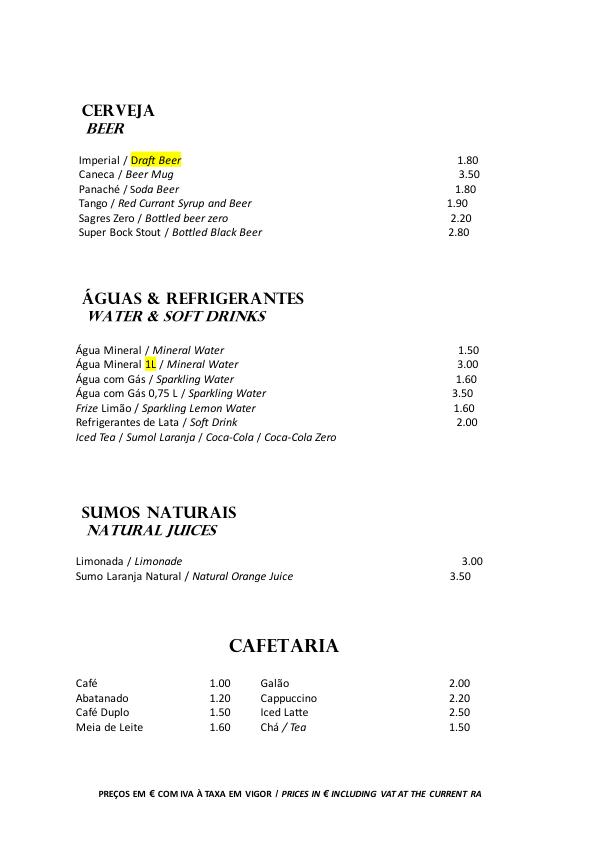 CERVEJA
BEER
Imperial / Draft Beer 1.80
Caneca / Beer Mug 3.50
Panaché / Soda Beer 1.80
Tango / Red Currant Syrup and Beer 1.90
Sagres Zero / Bottled beer zero 2.20
Super Bock Stout / Bottled Black Beer 2.80
ÁGUAS & REFRIGERANTES
WATER & SOFT DRINKS
Água Mineral / Mineral Water 1.50
Água Mineral 1L / Mineral Water 3.00
Água com Gás / Sparkling Water 1.60
Água com Gás 0,75 L / Sparkling Water 3.50
Frize Limão / Sparkling Lemon Water 1.60
Refrigerantes de Lata / Soft Drink 2.00
Iced Tea / Sumol Laranja / Coca-Cola / Coca-Cola Zero
SUMOS NATURAIS
NATURAL JUICES
Limonada / Limonade 3.00
Sumo Laranja Natural / Natural Orange Juice 3.50
CAFETARIA
Café 1.00 Galão 2.00
Abatanado 1.20 Cappuccino 2.20
Café Duplo 1.50 Iced Latte 2.50
Meia de Leite 1.60 Chá / Tea 1.50
PREÇOS EM € COM IVA À TAXA EM VIGOR / PRICES IN € INCLUDING VAT AT THE CURRENT RA